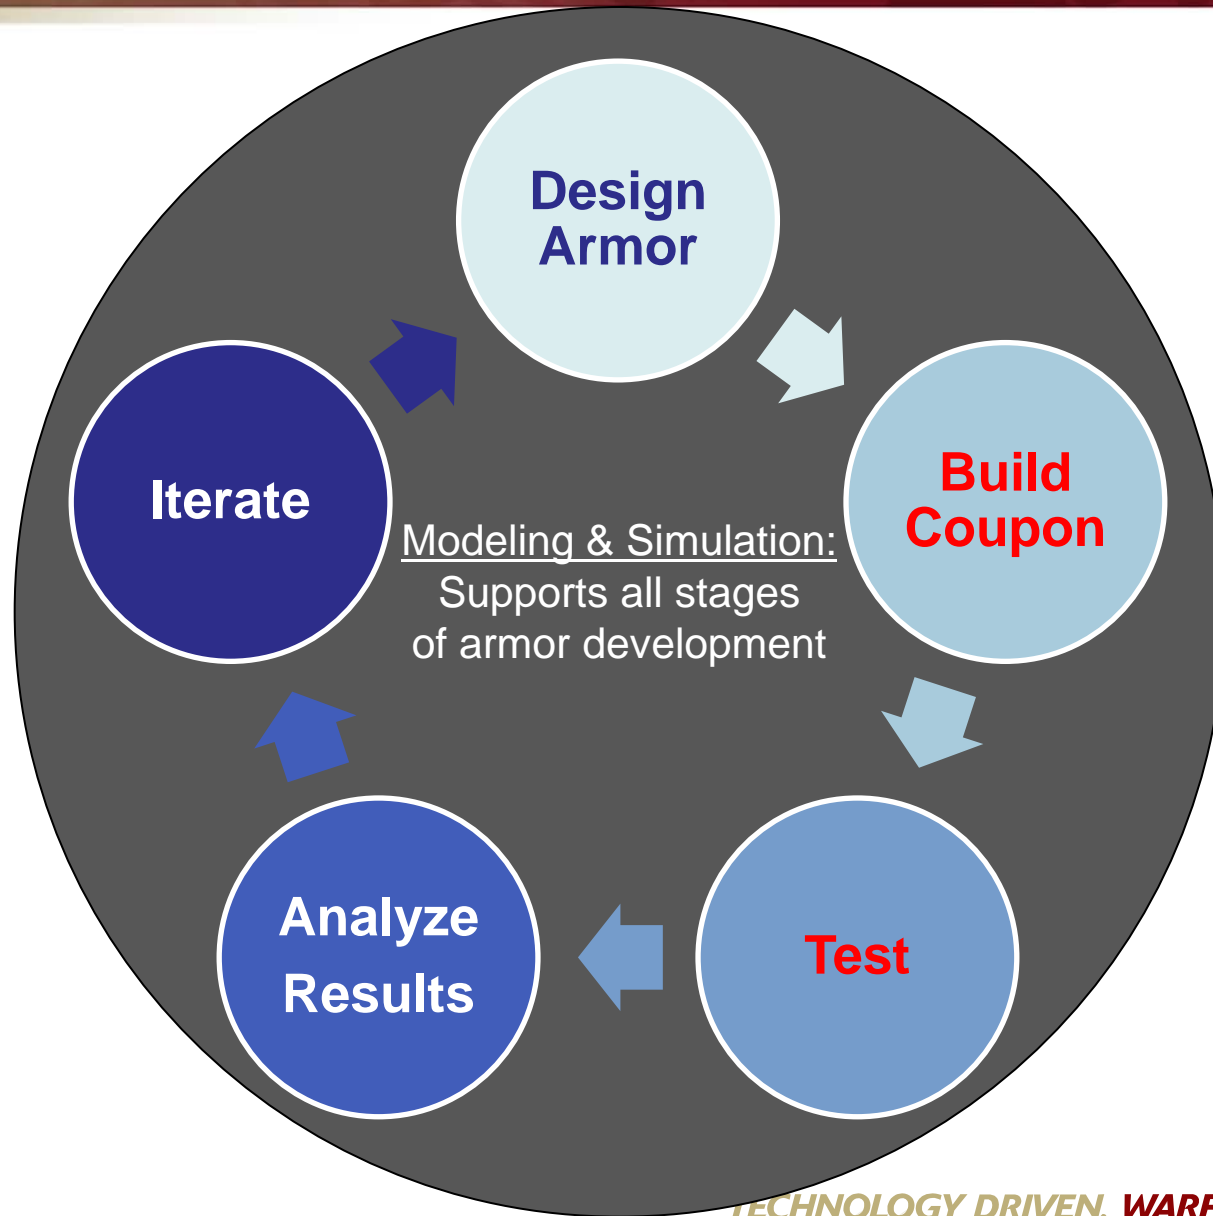 Design
Armor
Build
Coupon
Test
Analyze
Results
Iterate
Modeling & Simulation:
Supports all stages
of armor development
TECHNOLOGY DRIVEN.